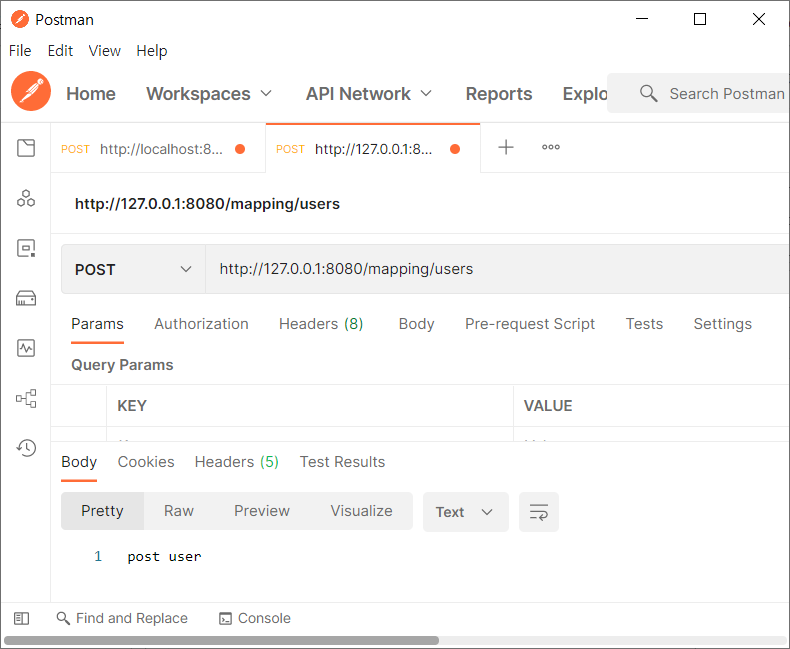 Postman
File Edit View Help
Home Workspaces API Network Reports Explo Search Postman
POST http://localhost:8... POST http://127.0.0.1:8... ooo
http://127.0.0.1:8080/mapping/users
POST http://127.0.0.1:8080/mapping/users
Params Authorization Headers (8) Body Pre-request Script Tests Settings
Query Params
KEY VALUE
Body Cookies Headers (5) Test Results
Pretty Raw Preview Visualize Text
1 post user
Find and Replace Console